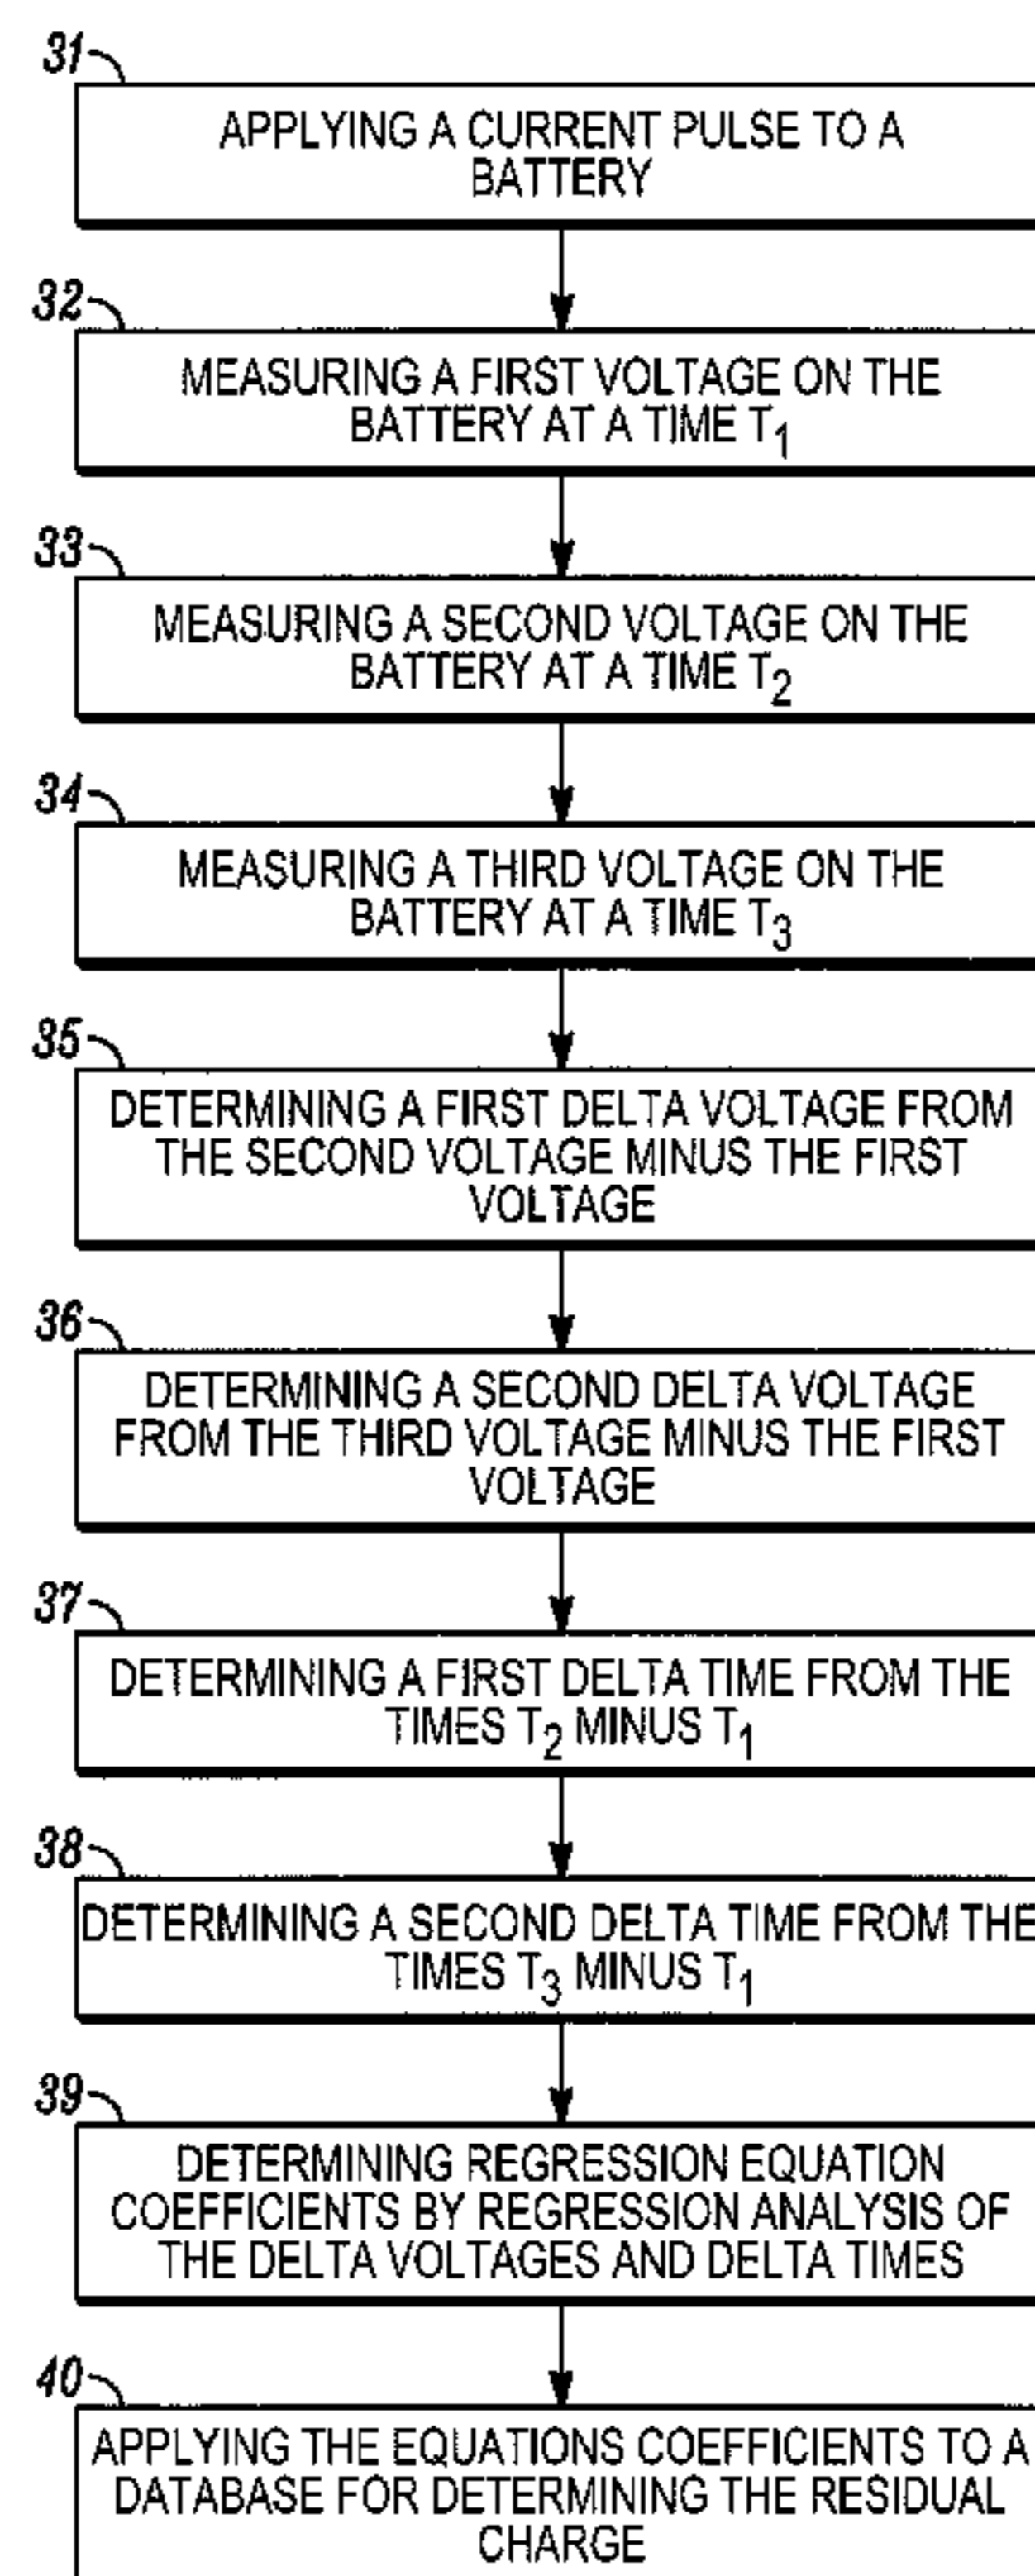 31
APPLYING A CURRENT PULSE TO A
BATTERY
32
MEASURING A FIRST VOLTAGE ON THE
BATTERY AT A TIME T1
33
MEASURING A SECOND VOLTAGE ON THE
BATTERY AT A TIME T2
34
MEASURING A THIRD VOLTAGE ON THE
BATTERY AT A TIME T3
35
DETERMINING A FIRST DELTA VOLTAGE FROM
THE SECOND VOLTAGE MINUS THE FIRST
VOLTAGE
36
DETERMINING A SECOND DELTA VOLTAGE
FROM THE THIRD VOLTAGE MINUS THE FIRST
VOLTAGE
37
DETERMINING A FIRST DELTA TIME FROM THE
TIMES T2 MINUS T1
38
DETERMINING A SECOND DELTA TIME FROM THE
TIMES T3 MINUS T1
39
DETERMINING REGRESSION EQUATION
COEFFICIENTS BY REGRESSION ANALYSIS OF
THE DELTA VOLTAGES AND DELTA TIMES
40
APPLYING THE EQUATIONS COEFFICIENTS TO A
DATABASE FOR DETERMINING THE RESIDUAL
CHARGE